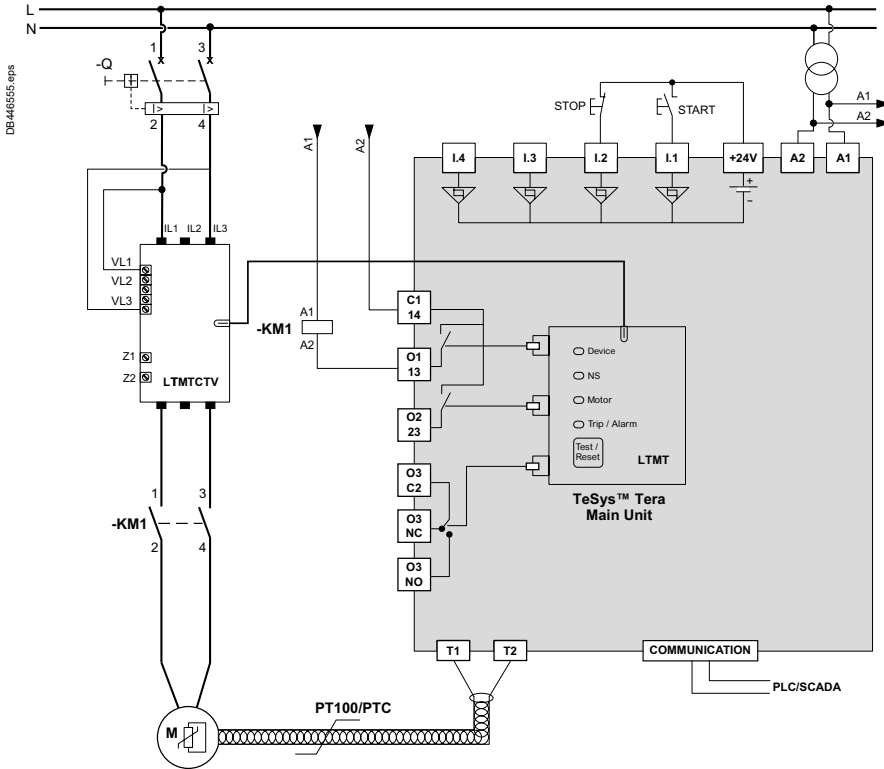 L
N
DB446555.eps
1
3
-Q
|>
|>
2
4
A1
A2
STOP
START
A1
A2
I.4
I.3
I.2
I.1
+24V
A2
A1
+
−
IL1
IL2
IL3
VL1
VL2
VL3
Z1
Z2
LTMTCTV
-KM1
A1
A2
C1
14
O1
13
O2
23
O3
C2
O3
NC
O3
NO
Device
NS
Motor
Trip / Alarm
Test /
Reset
LTMT
TeSys™ Tera
Main Unit
1
3
-KM1
2
4
T1
T2
COMMUNICATION
PLC/SCADA
PT100/PTC
M